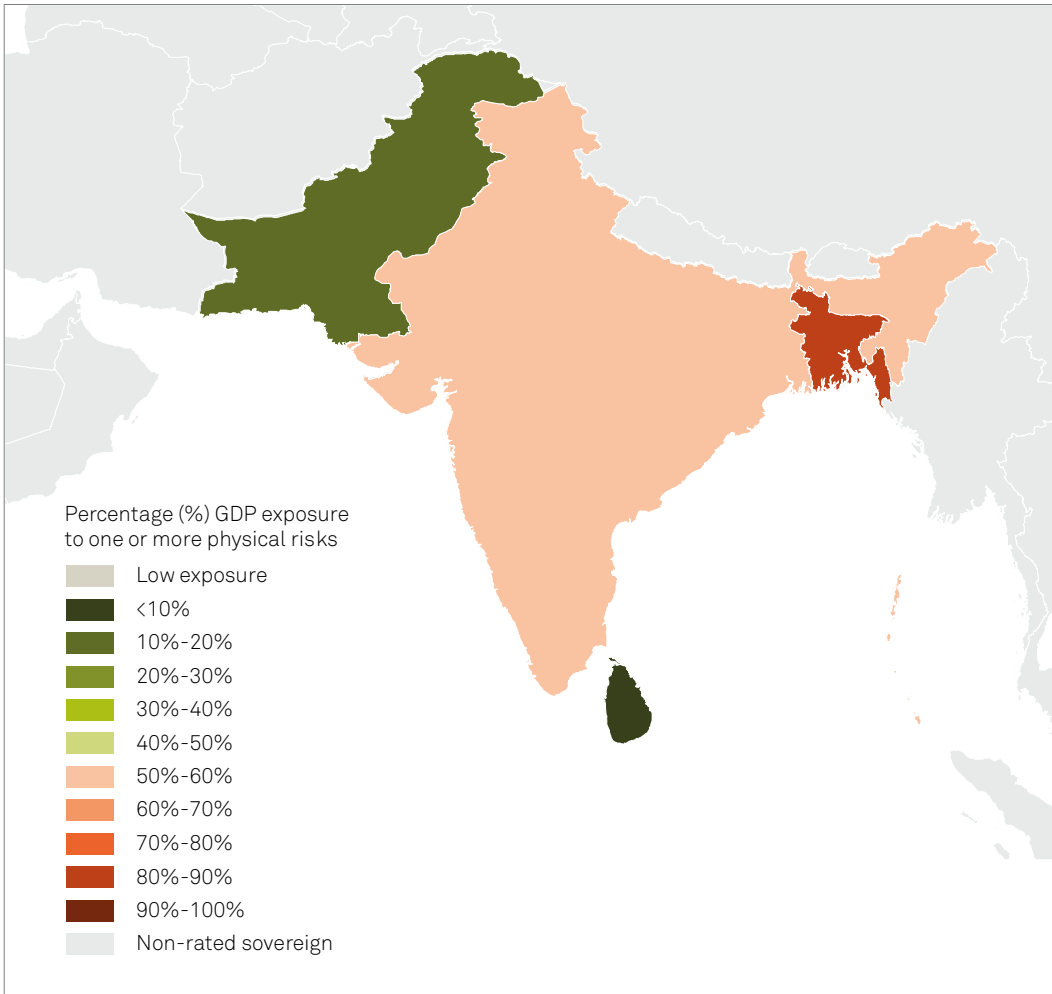 Percentage (%) GDP exposure
to one or more physical risks
Low exposure
<10%
10%-20%
20%-30%
30%-40%
40%-50%
50%-60%
60%-70%
70%-80%
80%-90%
90%-100%
Non-rated sovereign